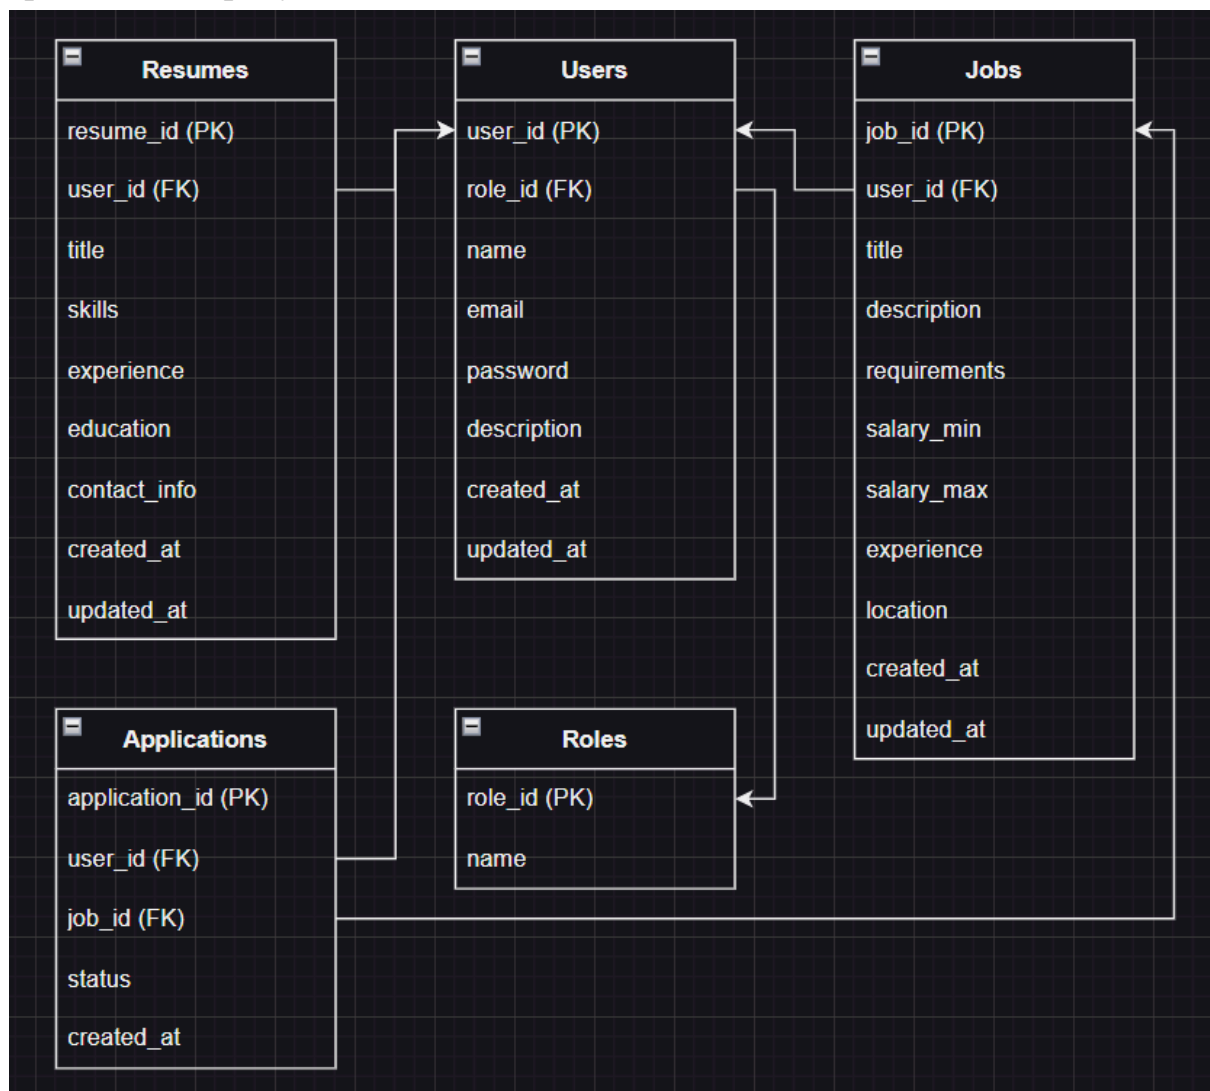 Resumes
resume_id (PK)
user_id (FK)
title
skills
experience
education
contact_info
created_at
updated_at
Users
user_id (PK)
role_id (FK)
name
email
password
description
created_at
updated_at
Jobs
job_id (PK)
user_id (FK)
title
description
requirements
salary_min
salary_max
experience
location
created_at
updated_at
Applications
application_id (PK)
user_id (FK)
job_id (FK)
status
created_at
Roles
role_id (PK)
name